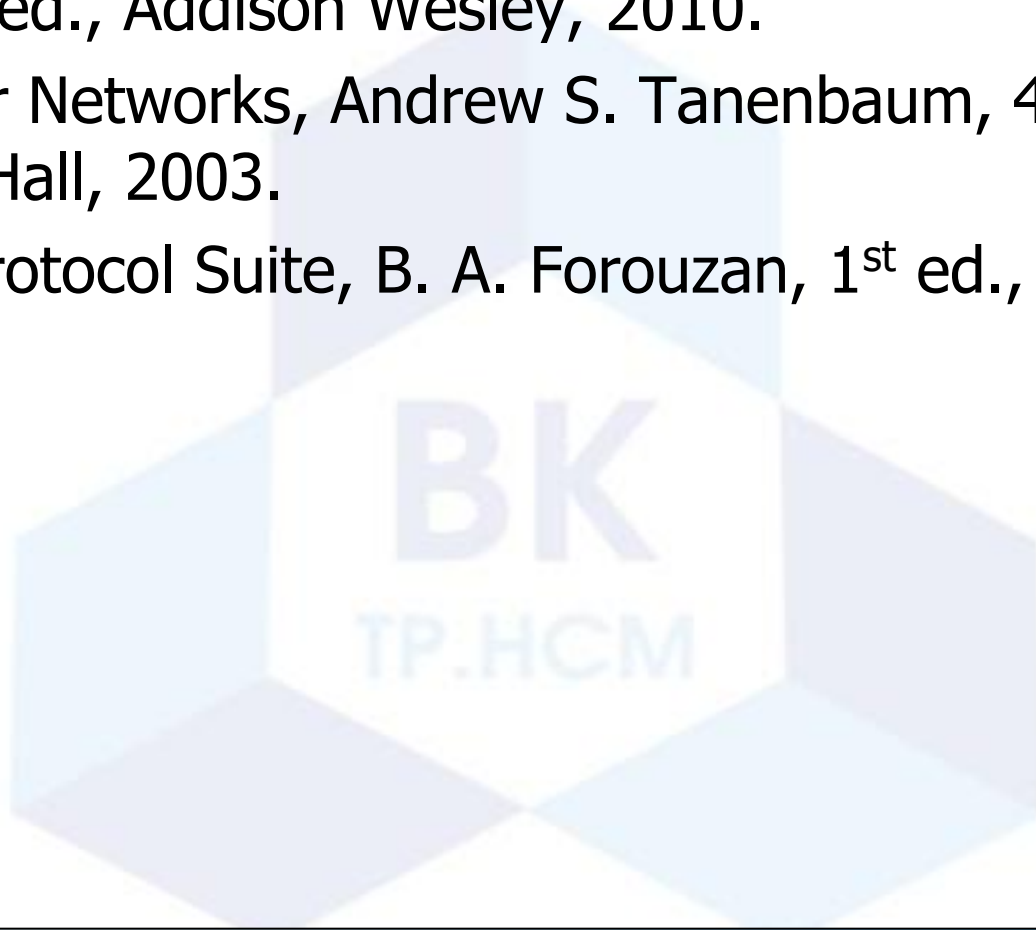 ed., Addison Wesley, 2010.
r Networks, Andrew S. Tanenbaum, 4
Hall, 2003.
rotocol Suite, B. A. Forouzan, 1st ed.,
BK
TP.HCM